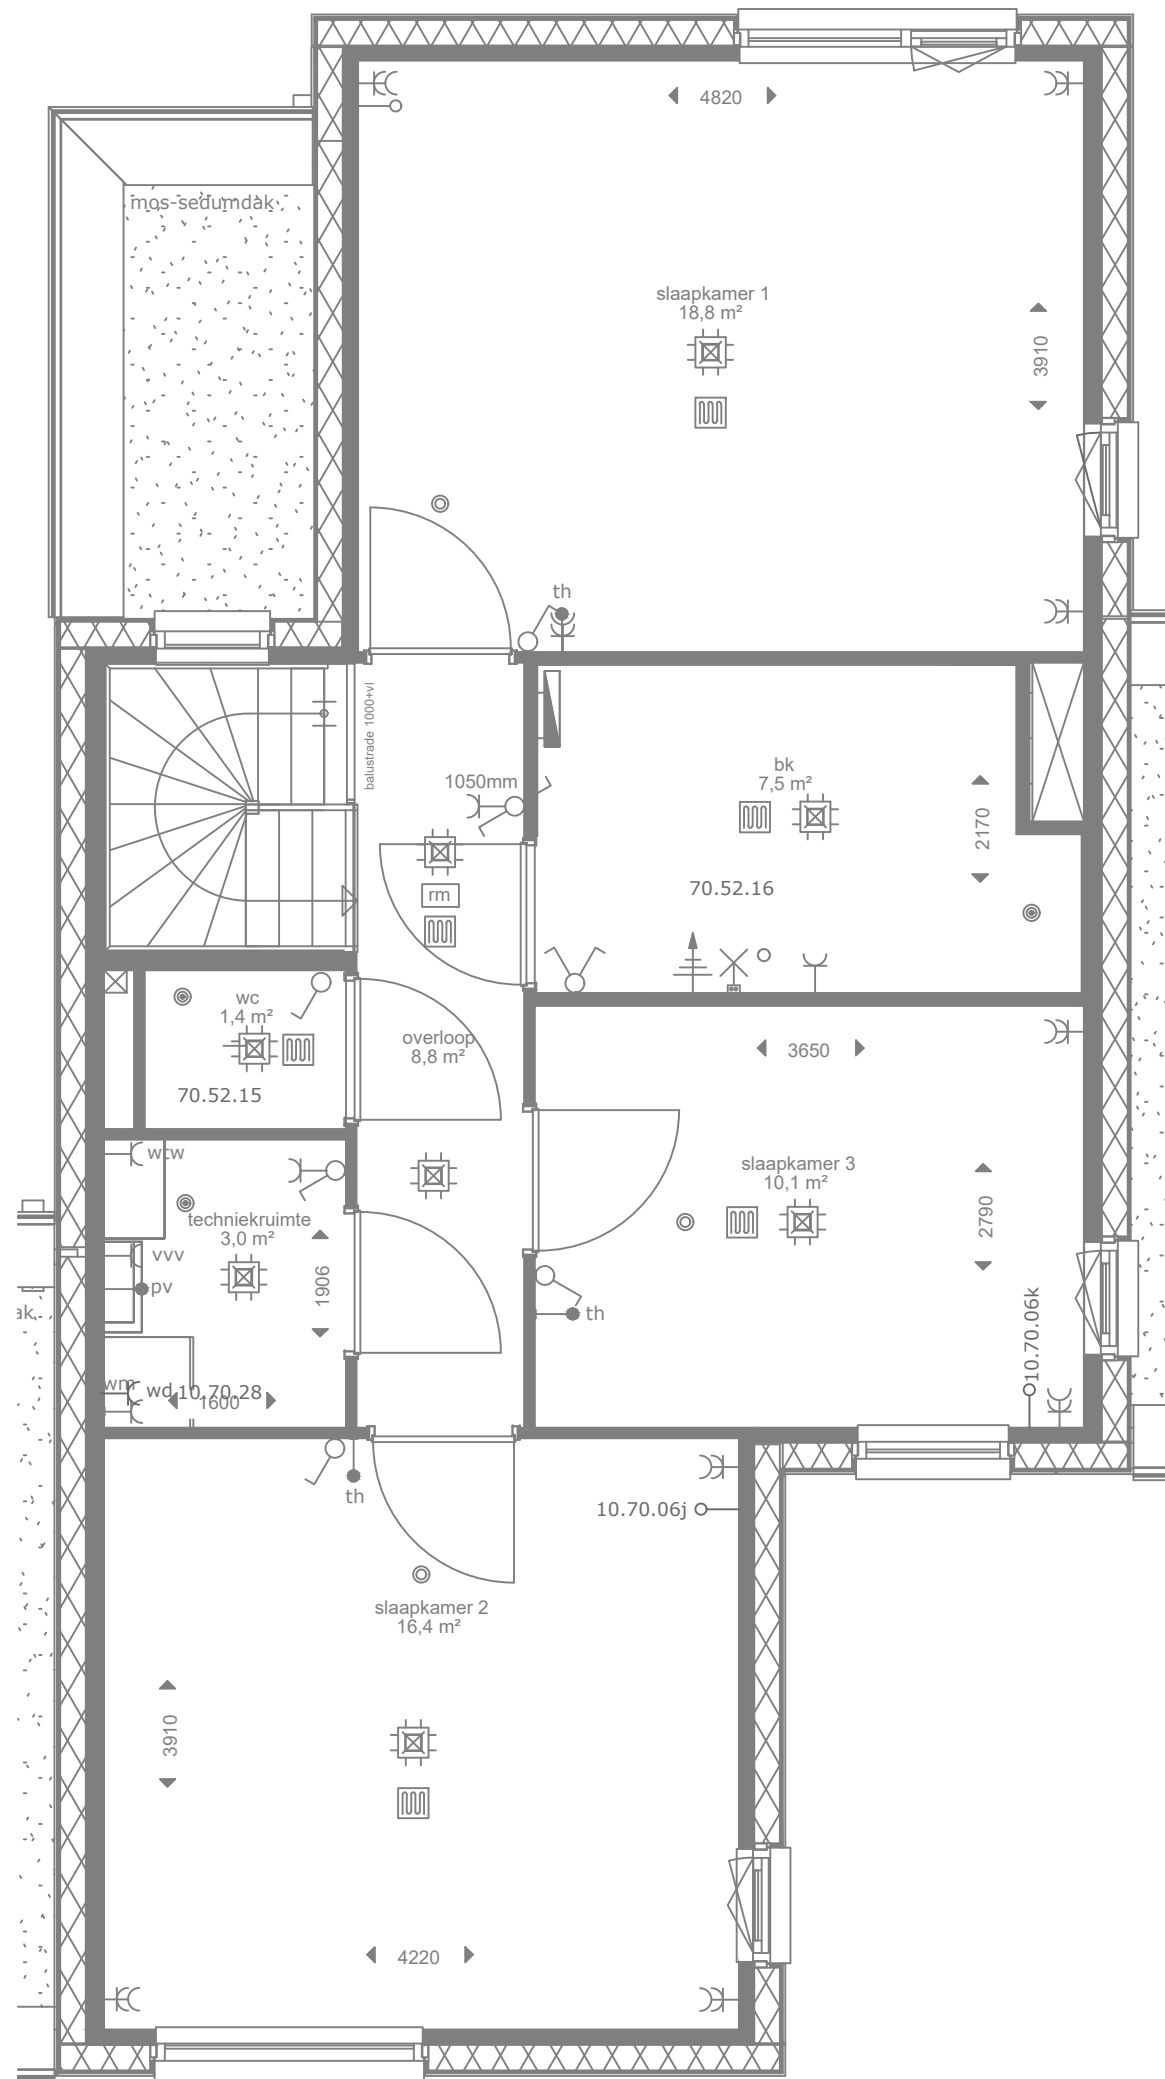 4820
mos-sedumdak
slaapkamer 1
18,8 m²
3910
th
balustrade 1000+vl
1050mm
bk
7,5 m²
2170
rm
70.52.16
wc
1,4 m²
overloop
8,8 m²
3650
70.52.15
wtw
slaapkamer 3
10,1 m²
2790
techniekruimte
3,0 m²
vvv
pv
1906
th
ak
10.70.06k
wm
wd
10.70.28
1600
th
10.70.06j
slaapkamer 2
16,4 m²
3910
4220